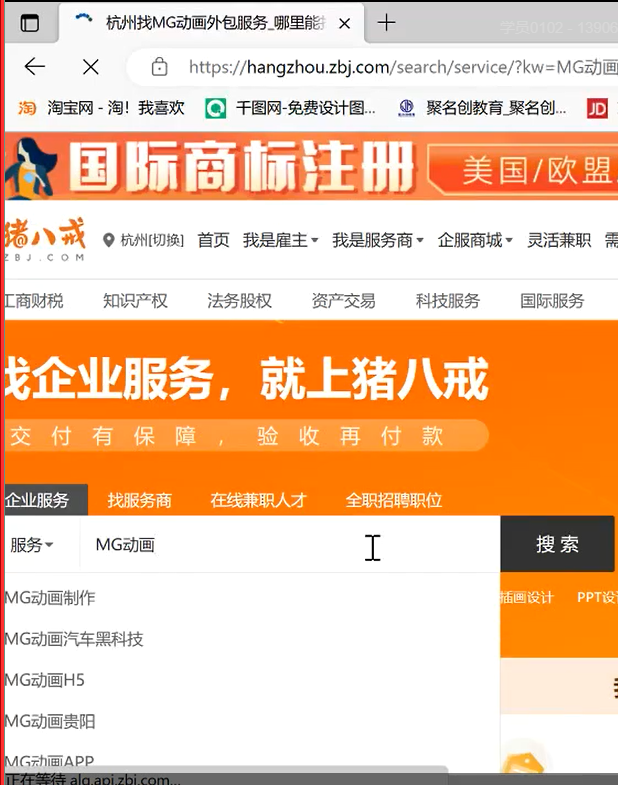 杭州找MG动画外包服务_哪里能找
学员0102 - 13906
https://hangzhou.zbj.com/search/service/?kw=MG动画
淘宝网 - 淘！我喜欢 千图网-免费设计图... 聚名创教育_聚名创... JD
国际商标注册 美国/欧盟
猪八戒
ZBJ.COM
杭州[切换] 首页 我是雇主 我是服务商 企服商城 灵活兼职 需
工商财税 知识产权 法务股权 资产交易 科技服务 国际服务
找企业服务，就上猪八戒
交付有保障，验收再付款
企业服务 找服务商 在线兼职人才 全职招聘职位
服务 MG动画 搜索
MG动画制作 插画设计 PPT设
MG动画汽车黑科技
MG动画H5
MG动画贵阳
MG动画APP
正在等待 alg.api.zbj.com...